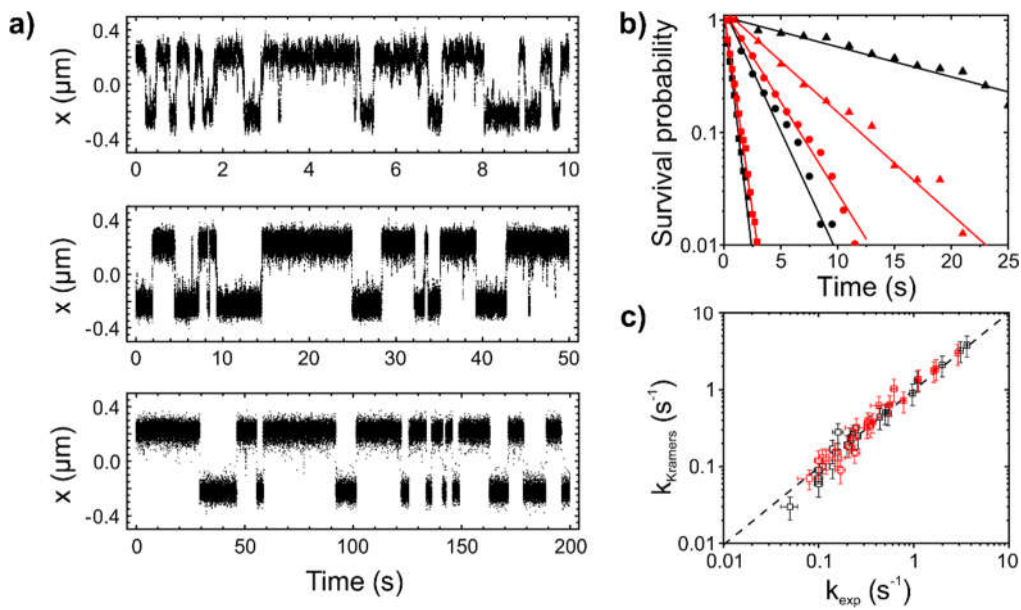 a)
x (µm)
0.4
0.0
-0.4
0 2 4 6 8 10
x (µm)
0.4
0.0
-0.4
0 10 20 30 40 50
x (µm)
0.4
0.0
-0.4
0 50 100 150 200
Time (s)
b)
Survival probability
1
0.1
0.01
0 5 10 15 20 25
Time (s)
c)
kKramers (s-1)
10
1
0.1
0.01
0.01 0.1 1 10
kexp (s-1)